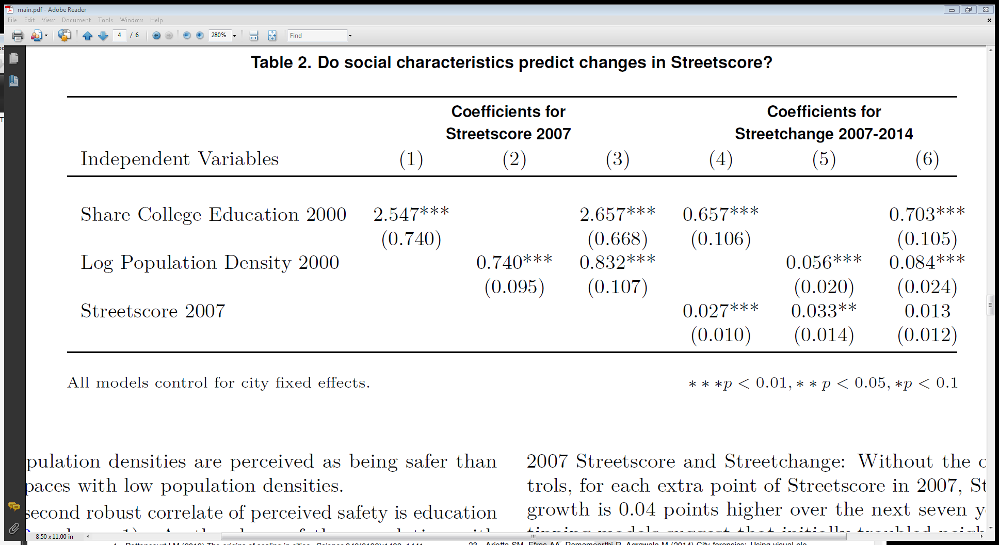 main.pdf - Adobe Reader
File Edit View Document Tools Window Help
4 / 6 280% Find
Table 2. Do social characteristics predict changes in Streetscore?
Coefficients for Coefficients for
Streetscore 2007 Streetchange 2007-2014
Independent Variables (1) (2) (3) (4) (5) (6)
Share College Education 2000 2.547*** 2.657*** 0.657*** 0.703***
(0.740) (0.668) (0.106) (0.105)
Log Population Density 2000 0.740*** 0.832*** 0.056*** 0.084***
(0.095) (0.107) (0.020) (0.024)
Streetscore 2007 0.027*** 0.033** 0.013
(0.010) (0.014) (0.012)
All models control for city fixed effects. ***p < 0.01, **p < 0.05, *p < 0.1
pulation densities are perceived as being safer than
paces with low population densities.
second robust correlate of perceived safety is education
2007 Streetscore and Streetchange: Without the
trols, for each extra point of Streetscore in 2007, St
growth is 0.04 points higher over the next seven y
tipping models suggest that initially troubled neigh
8.50 x 11.00 in